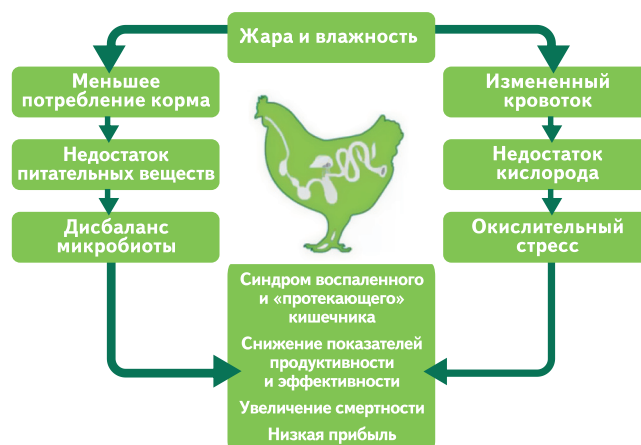 Жара и влажность
Меньшее
потребление корма
Недостаток
питательных веществ
Дисбаланс
микробиоты
Измененный
кровоток
Недостаток
кислорода
Окислительный
стресс
Синдром воспаленного
и «протекающего»
кишечника
Снижение показателей
продуктивности
и эффективности
Увеличение смертности
Низкая прибыль